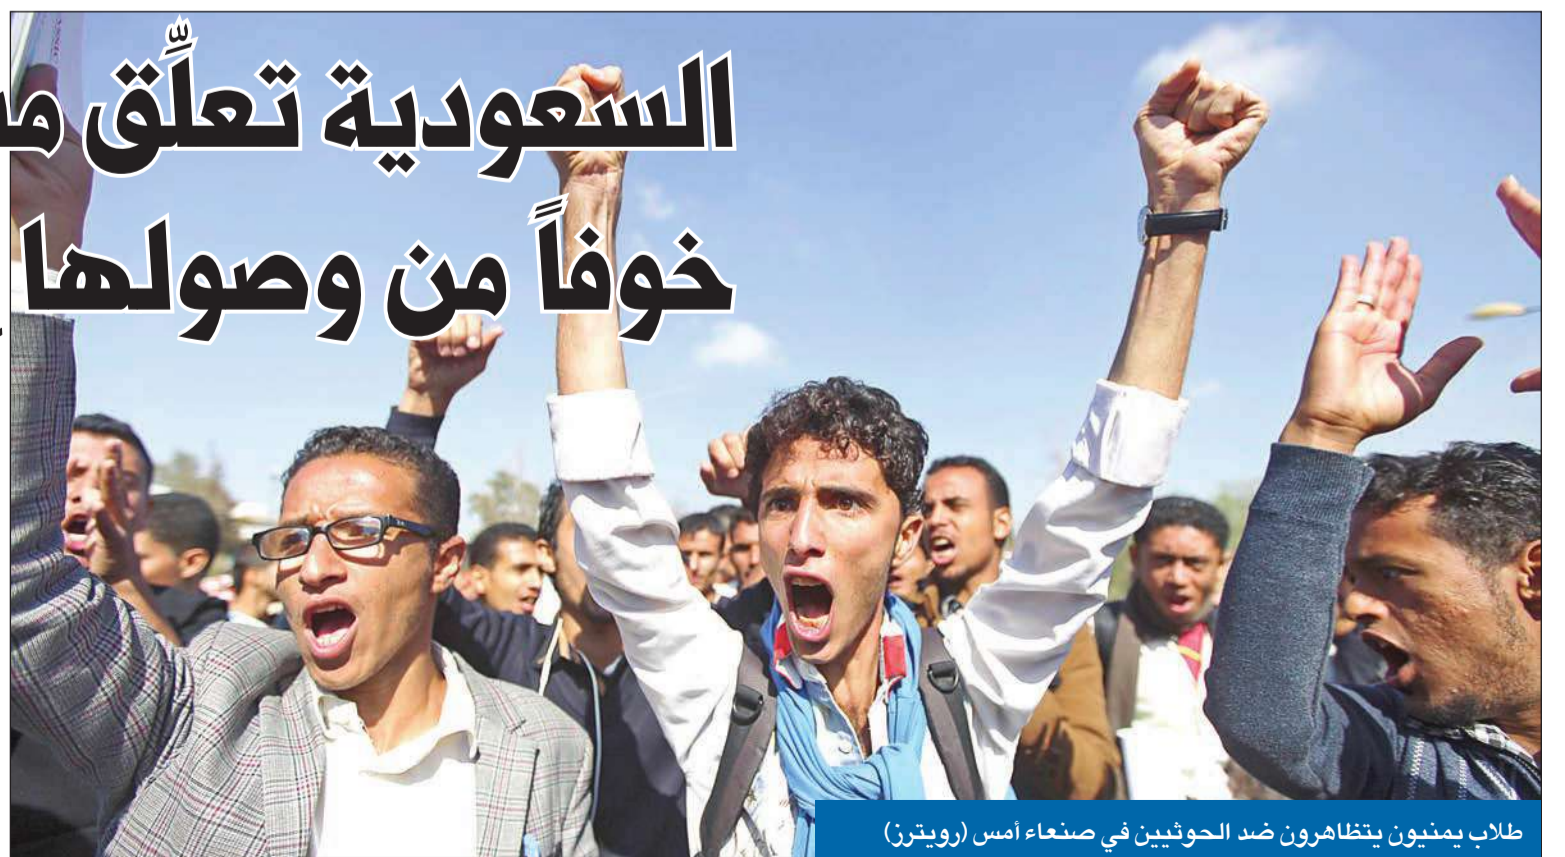 السعودية تعلِّق
خوفاً من وصولها
طلاب يمنيون يتظاهرون ضد الحوثيين في صنعاء أمس (رويترز)